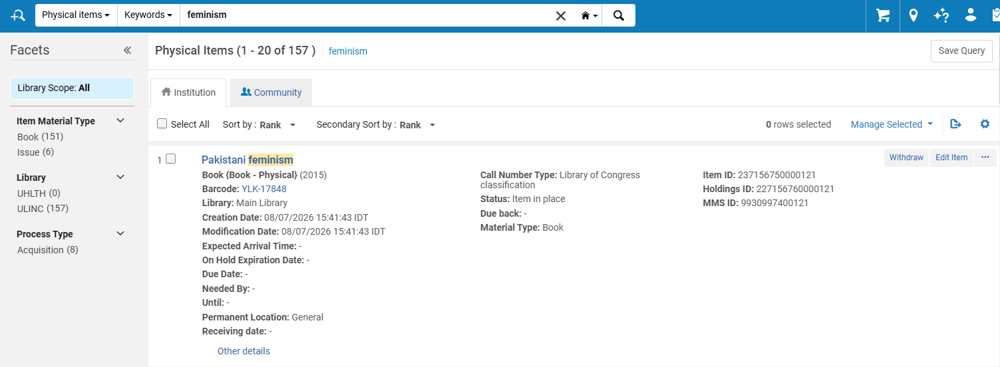 Physical items Keywords feminism
Facets
Physical Items (1 - 20 of 157 ) feminism
Save Query
Library Scope: All
Institution Community
Item Material Type
Book (151)
Issue (6)
Library
UHLTH (0)
ULINC (157)
Process Type
Acquisition (8)
Select All Sort by : Rank Secondary Sort by : Rank
0 rows selected Manage Selected
1 Pakistani feminism
Withdraw Edit Item
Book {Book - Physical} (2015)
Barcode: YLK-17848
Library: Main Library
Creation Date: 08/07/2026 15:41:43 IDT
Modification Date: 08/07/2026 15:41:43 IDT
Expected Arrival Time: -
On Hold Expiration Date: -
Due Date: -
Needed By: -
Until: -
Permanent Location: General
Receiving date: -
Other details
Call Number Type: Library of Congress
classification
Status: Item in place
Due back: -
Material Type: Book
Item ID: 237156750000121
Holdings ID: 227156760000121
MMS ID: 9930997400121